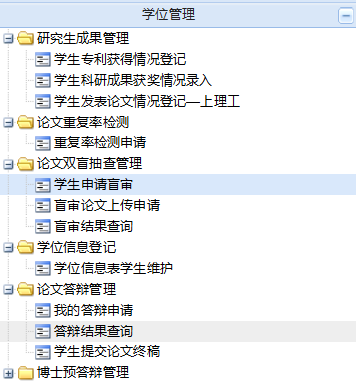 学位管理
研究生成果管理
学生专利获得情况登记
学生科研成果获奖情况录入
学生发表论文情况登记—上理工
论文重复率检测
重复率检测申请
论文双盲抽查管理
学生申请盲审
盲审论文上传申请
盲审结果查询
学位信息登记
学位信息表学生维护
论文答辩管理
我的答辩申请
答辩结果查询
学生提交论文终稿
博士预答辩管理